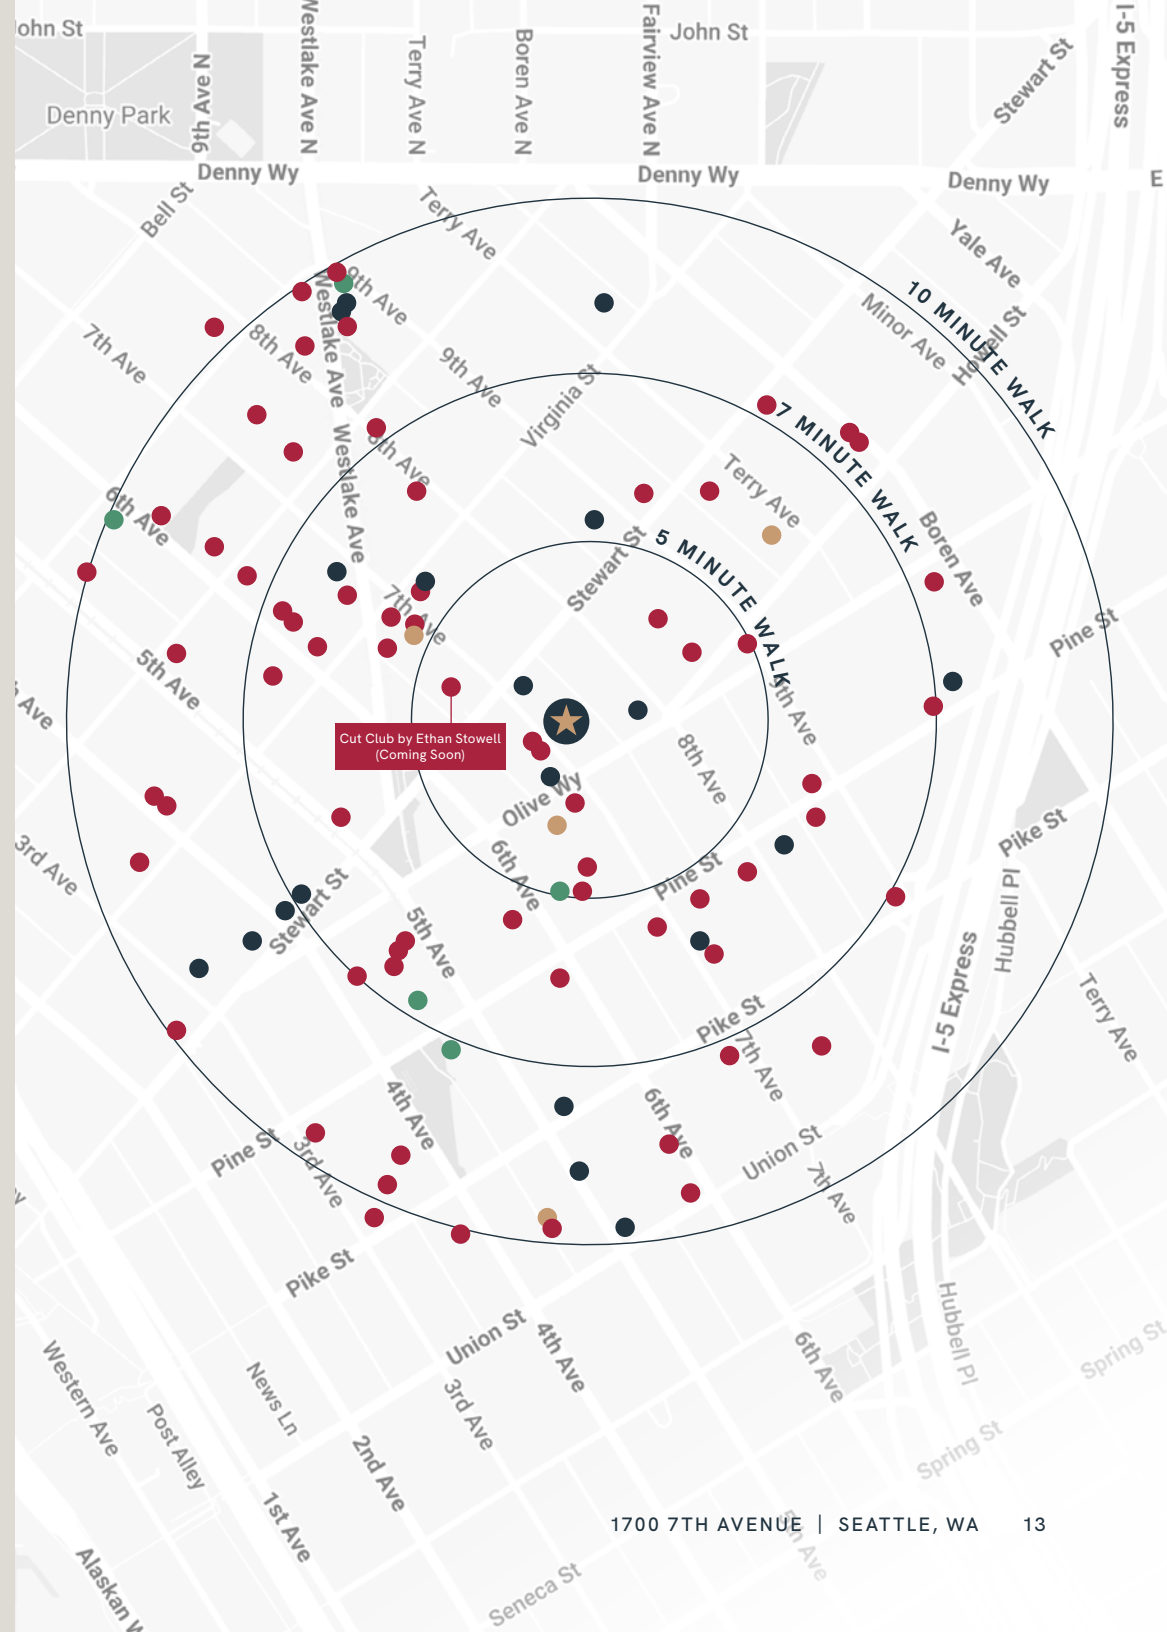 John St
Westlake Ave N
9th Ave N
Terry Ave N
Boren Ave N
Fairview Ave N
John St
I-5 Express
Stewart St
Denny Park
Denny Wy
Denny Wy
Denny Wy
E
Bell St
Terry Ave
Yale Ave
9th Ave
Westlake Ave
8th Ave
7th Ave
9th Ave
Virginia St
Minor Ave
Howell St
10 MINUTE WALK
7 MINUTE WALK
8th Ave
Westlake Ave
Terry Ave
6th Ave
Boren Ave
5 MINUTE WALK
Stewart St
7th Ave
Pine St
5th Ave
h Ave
9th Ave
Cut Club by Ethan Stowell
(Coming Soon)
8th Ave
Olive Wy
Pike St
3rd Ave
6th Ave
Pine St
Stewart St
5th Ave
Hubbell Pl
I-5 Express
Terry Ave
Pike St
7th Ave
4th Ave
6th Ave
Pine St
3rd Ave
Union St
7th Ave
Pike St
Union St
4th Ave
Hubbell Pl
6th Ave
Spring St
Western Ave
News Ln
3rd Ave
Post Alley
2nd Ave
Spring St
1st Ave
1700 7TH AVENUE | SEATTLE, WA 13
5th Ave
Alaskan W
Seneca St